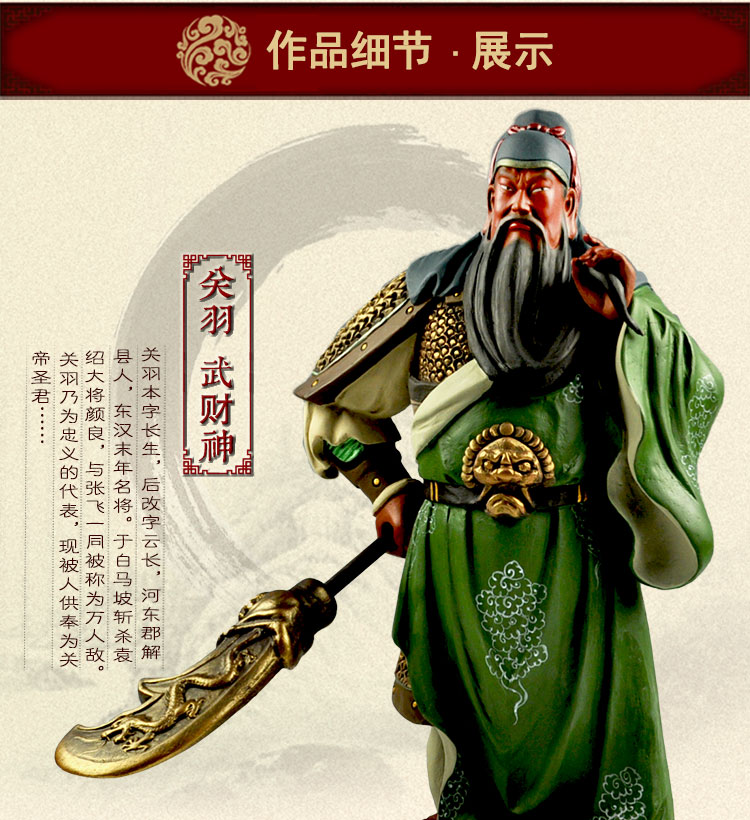 作品细节·展示
关羽 武财神
关羽本字长生，后改字云长，河东郡解
县人，东汉末年名将。于白马坡斩杀袁
绍大将颜良，与张飞一同被称为万人敌。
关羽乃为忠义的代表，现被人供奉为关
帝圣君……